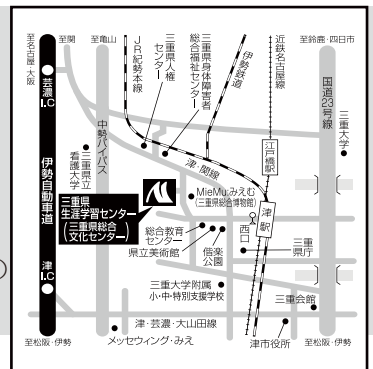 至名古屋・大阪
至関
至亀山
JR紀勢本線
三重県人権
センター
三重県身体障害者
総合福祉センター
伊勢鉄道
近鉄名古屋線
至鈴鹿・四日市
国道23号線
三重大学
芸濃
I.C
中勢バイパス
三重県立
看護大学
津・関線
江戸橋駅
伊勢自動車道
三重県
生涯学習センター
(三重県総合
文化センター)
MieMu:みえむ
(三重県総合博物館)
津駅
西口
総合教育
センター
県立美術館
偕楽
公園
三重
県庁
津
I.C
三重大学附属
小・中・特別支援学校
三重会館
津・芸濃・大山田線
メッセウィング・みえ
津市役所
至松阪・伊勢
至松阪・伊勢